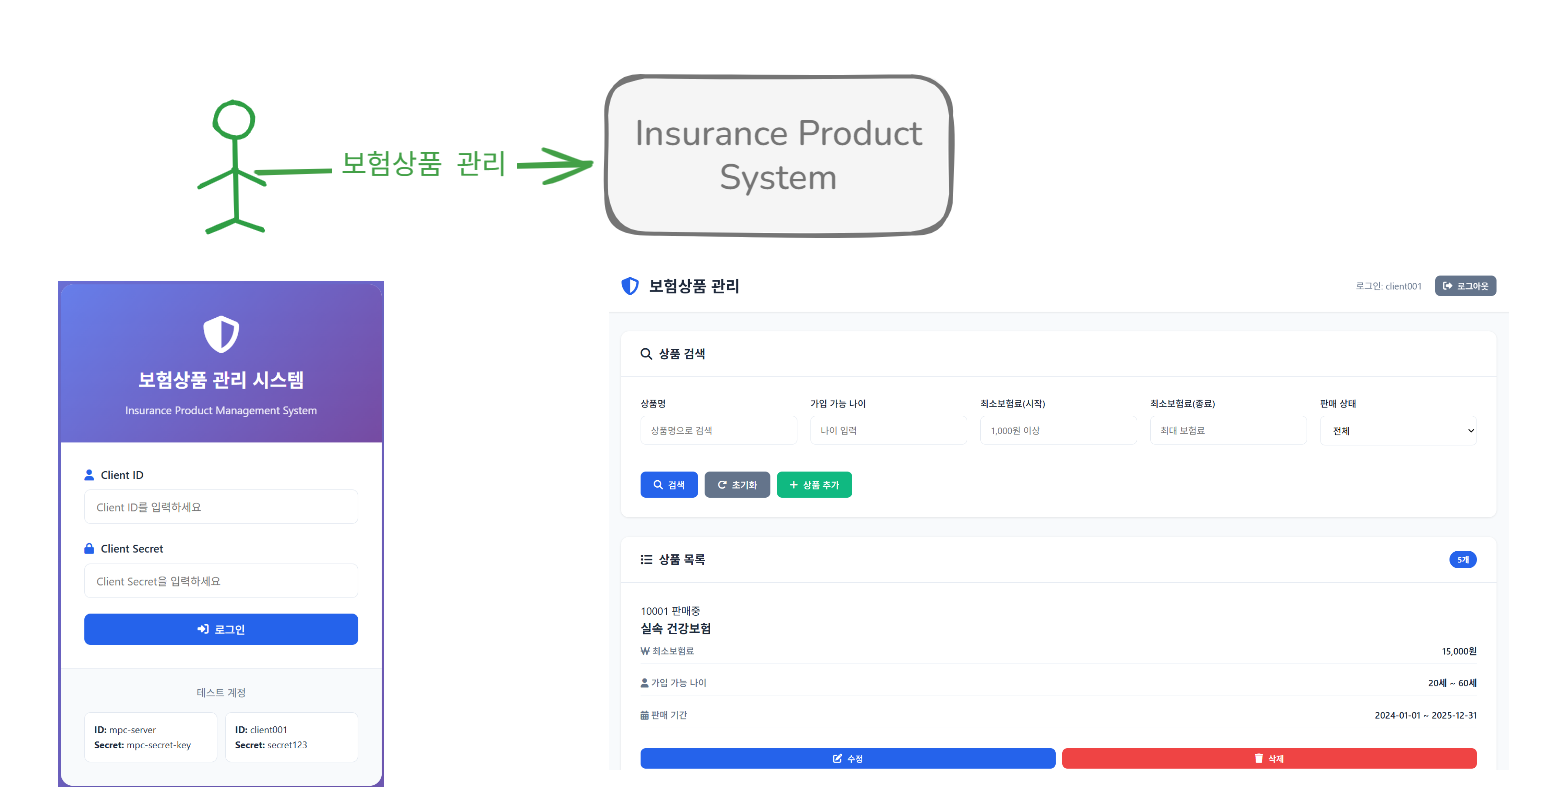 보험상품 관리
Insurance Product
System
보험상품 관리 시스템
Insurance Product Management System
Client ID
Client ID를 입력하세요
Client Secret
Client Secret을 입력하세요
로그인
테스트 계정
ID: mpc-server
Secret: mpc-secret-key
ID: client001
Secret: secret123
보험상품 관리
로그인: client001
로그아웃
상품 검색
상품명
가입 가능 나이
최소보험료(시작)
최소보험료(종료)
판매 상태
상품명으로 검색
나이 입력
1,000원 이상
최대 보험료
전체
검색
초기화
상품 추가
상품 목록
5개
10001 판매중
실속 건강보험
₩ 최소보험료
15,000원
가입 가능 나이
20세 ~ 60세
판매 기간
2024-01-01 ~ 2025-12-31
수정
삭제